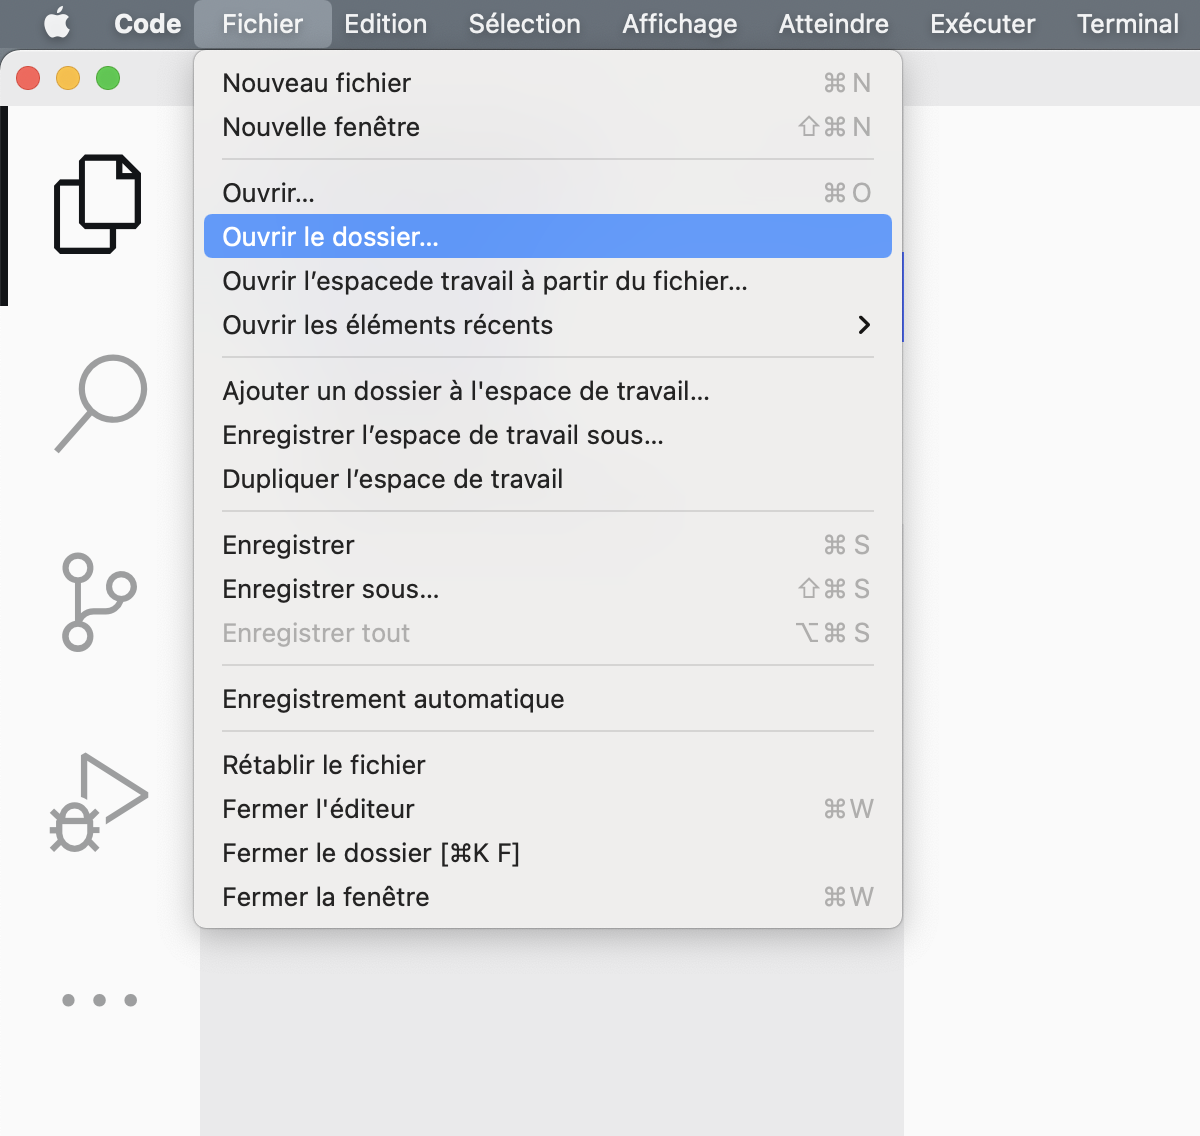 Code Fichier Edition Sélection Affichage Atteindre Exécuter Terminal
Nouveau fichier ⌘ N
Nouvelle fenêtre ⇧⌘ N
Ouvrir... ⌘ O
Ouvrir le dossier...
Ouvrir l’espacede travail à partir du fichier...
Ouvrir les éléments récents
Ajouter un dossier à l'espace de travail...
Enregistrer l’espace de travail sous...
Dupliquer l’espace de travail
Enregistrer ⌘ S
Enregistrer sous... ⇧⌘ S
Enregistrer tout ⌥⌘ S
Enregistrement automatique
Rétablir le fichier
Fermer l'éditeur ⌘W
Fermer le dossier [⌘K F]
Fermer la fenêtre ⌘W